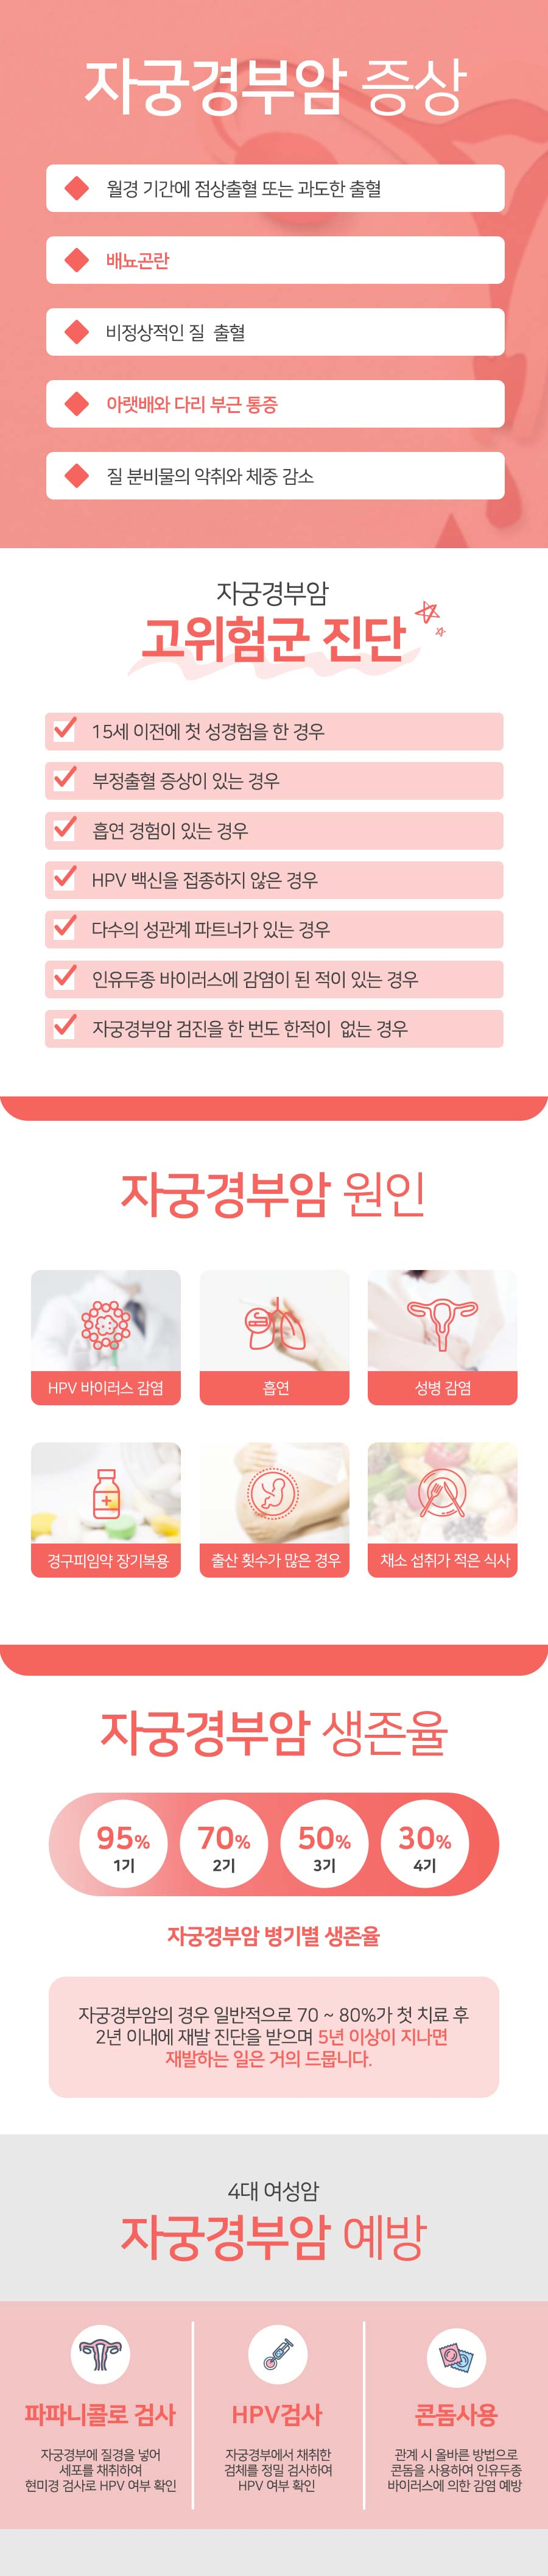 자궁경부암 증상
월경 기간에 점상출혈 또는 과도한 출혈
배뇨곤란
비정상적인 질 출혈
아랫배와 다리 부근 통증
질 분비물의 악취와 체중 감소
자궁경부암
고위험군 진단
15세 이전에 첫 성경험을 한 경우
부정출혈 증상이 있는 경우
흡연 경험이 있는 경우
HPV 백신을 접종하지 않은 경우
다수의 성관계 파트너가 있는 경우
인유두종 바이러스에 감염이 된 적이 있는 경우
자궁경부암 검진을 한 번도 한적이 없는 경우
자궁경부암 원인
HPV 바이러스 감염
흡연
성병 감염
경구피임약 장기복용
출산 횟수가 많은 경우
채소 섭취가 적은 식사
자궁경부암 생존율
95%
1기
70%
2기
50%
3기
30%
4기
자궁경부암 병기별 생존율
자궁경부암의 경우 일반적으로 70 ~ 80%가 첫 치료 후
2년 이내에 재발 진단을 받으며 5년 이상이 지나면
재발하는 일은 거의 드뭅니다.
4대 여성암
자궁경부암 예방
파파니콜로 검사
자궁경부에 질경을 넣어
세포를 채취하여
현미경 검사로 HPV 여부 확인
HPV검사
자궁경부에서 채취한
검체를 정밀 검사하여
HPV 여부 확인
콘돔사용
관계 시 올바른 방법으로
콘돔을 사용하여 인유두종
바이러스에 의한 감염 예방